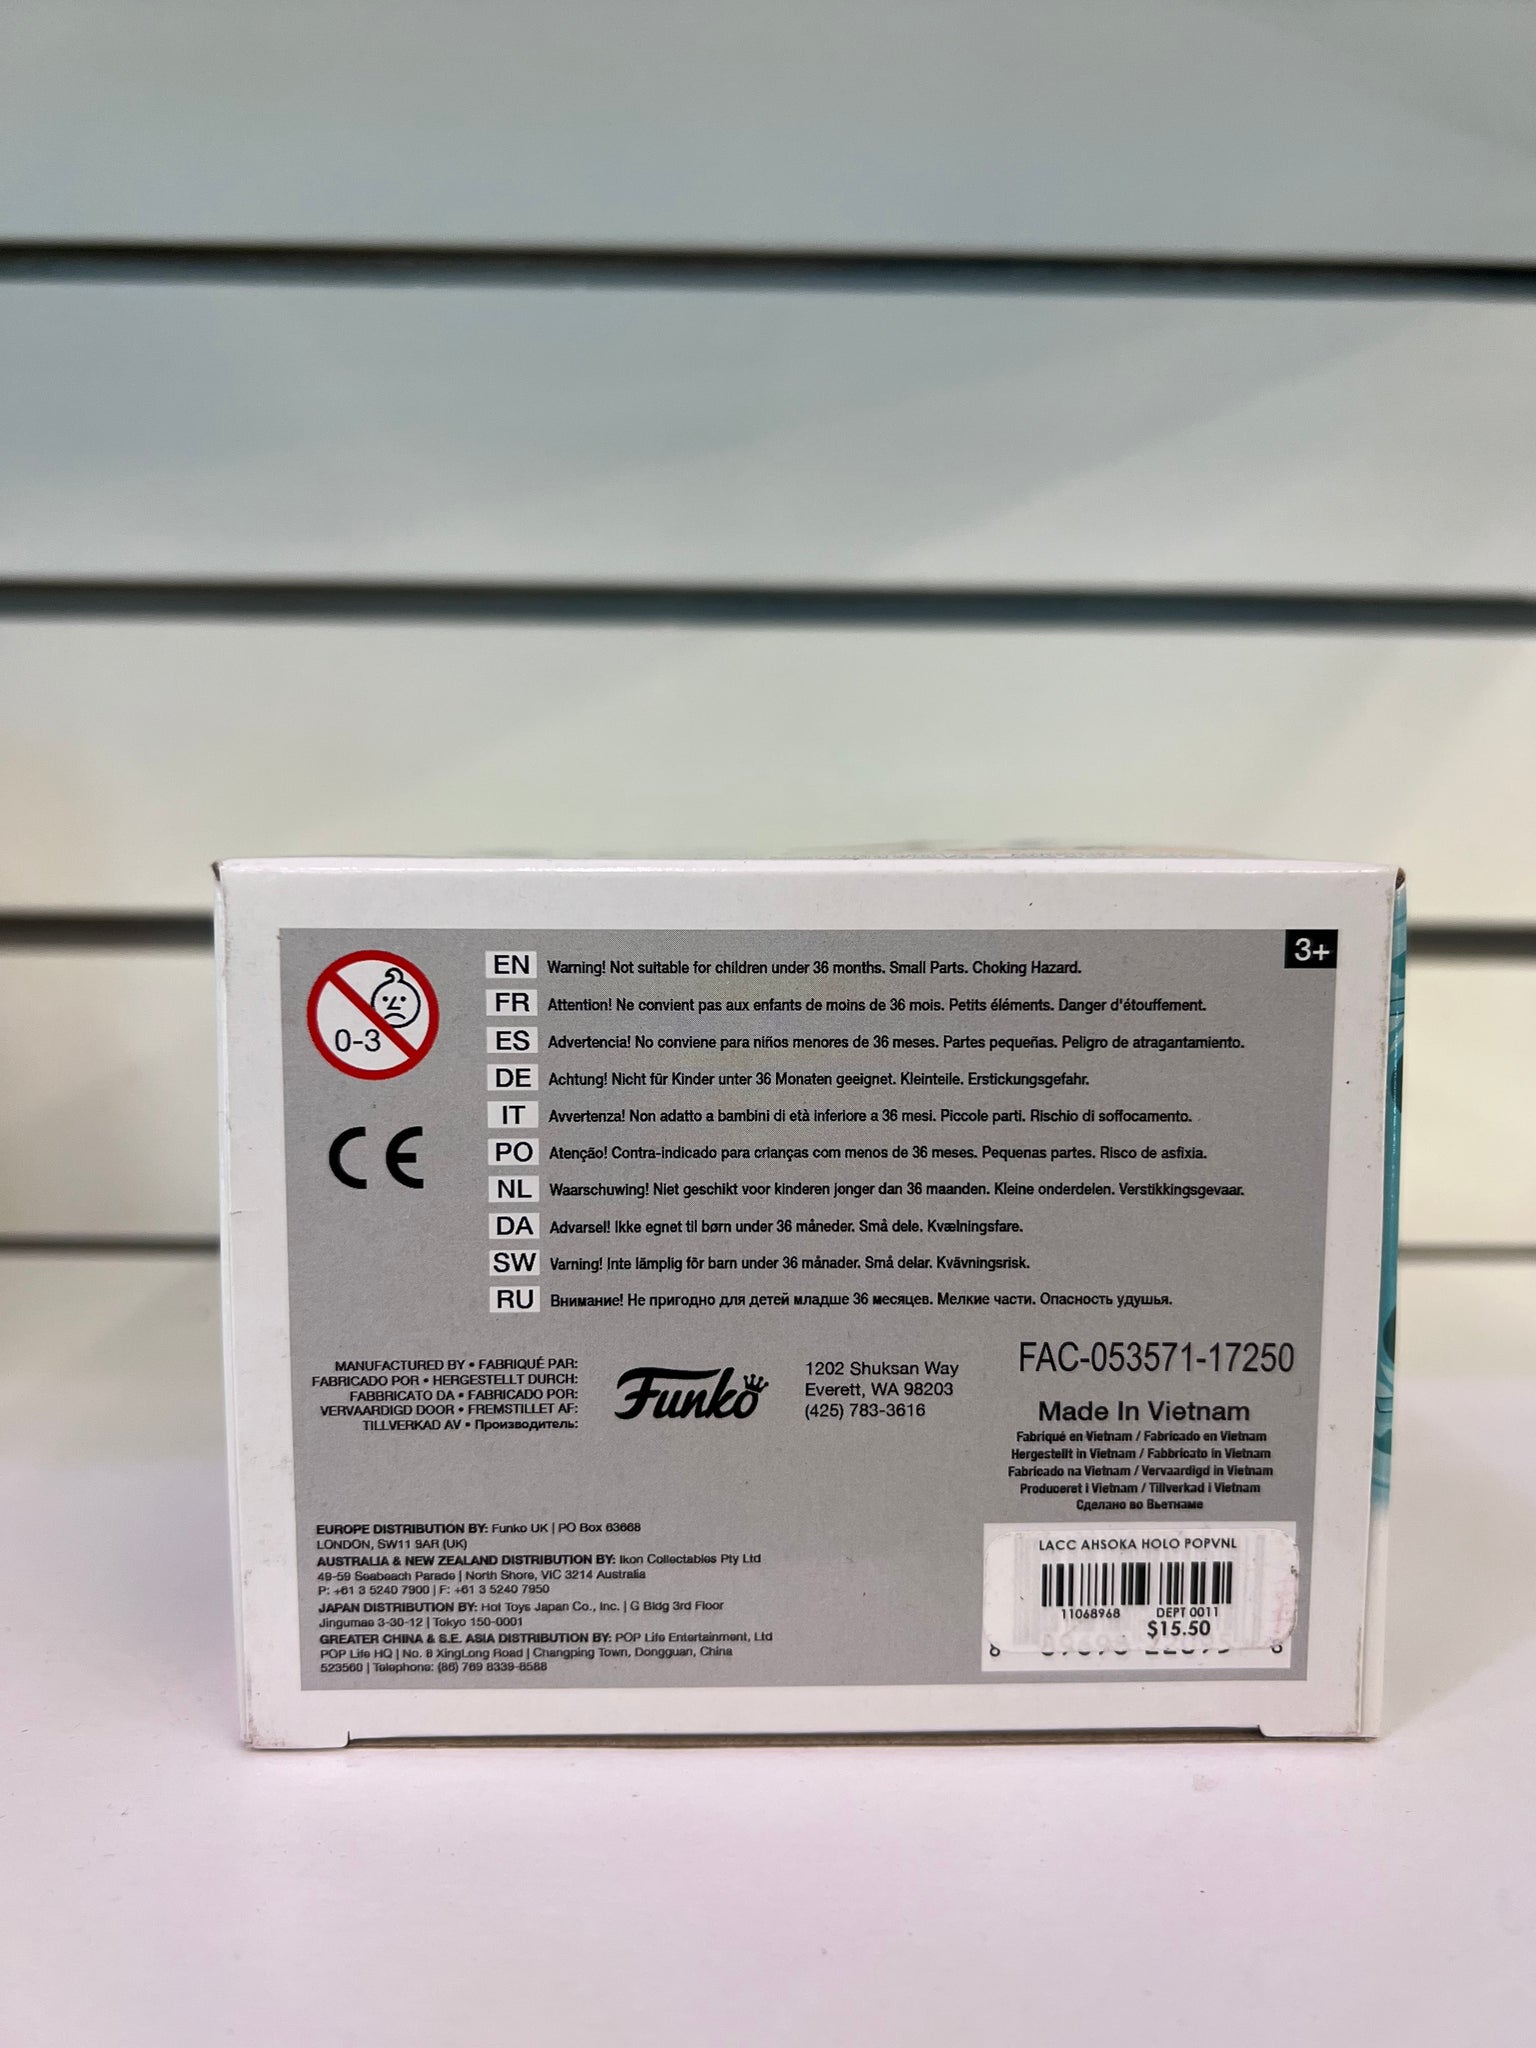 3+
0-3
EN Warning! Not suitable for children under 36 months. Small Parts. Choking Hazard.
FR Attention! Ne convient pas aux enfants de moins de 36 mois. Petits éléments. Danger d'étouffement.
ES Advertencia! No conviene para niños menores de 36 meses. Partes pequeñas. Peligro de atragantamiento.
DE Achtung! Nicht für Kinder unter 36 Monaten geeignet. Kleinteile. Erstickungsgefahr.
IT Avvertenza! Non adatto a bambini di età inferiore a 36 mesi. Piccole parti. Rischio di soffocamento.
PO Atenção! Contra-indicado para crianças com menos de 36 meses. Pequenas partes. Risco de asfixia.
NL Waarschuwing! Niet geschikt voor kinderen jonger dan 36 maanden. Kleine onderdelen. Verstikkingsgevaar.
DA Advarsel! Ikke egnet til børn under 36 måneder. Små dele. Kvælningsfare.
SW Varning! Inte lämplig för barn under 36 månader. Små delar. Kvävningsrisk.
RU Внимание! Не пригодно для детей младше 36 месяцев. Мелкие части. Опасность удушья.
CE
MANUFACTURED BY • FABRIQUÉ PAR:
FABRICADO POR • HERGESTELLT DURCH:
FABBRICATO DA • FABRICADO POR:
VERVAARDIGD DOOR • FREMSTILLET AF:
TILLVERKAD AV • Производитель:
Funko
1202 Shuksan Way
Everett, WA 98203
(425) 783-3616
FAC-053571-17250
Made In Vietnam
Fabriqué en Vietnam / Fabricado en Vietnam
Hergestellt in Vietnam / Fabbricato in Vietnam
Fabricado na Vietnam / Vervaardigd in Vietnam
Produceret i Vietnam / Tillverkad i Vietnam
Сделано во Вьетнаме
EUROPE DISTRIBUTION BY: Funko UK | PO Box 63668
LONDON, SW11 9AR (UK)
AUSTRALIA & NEW ZEALAND DISTRIBUTION BY: Ikon Collectables Pty Ltd
49-59 Seabeach Parade | North Shore, VIC 3214 Australia
P: +61 3 5240 7900 | F: +61 3 5240 7950
JAPAN DISTRIBUTION BY: Hot Toys Japan Co., Inc. | G Bldg 3rd Floor
Jingumae 3-30-12 | Tokyo 150-0001
GREATER CHINA & S.E. ASIA DISTRIBUTION BY: POP Life Entertainment, Ltd
POP Life HQ | No. 8 XingLong Road | Changping Town, Dongguan, China
523560 | Telephone: (86) 769 8339-8588
LACC AHSOKA HOLO POPVNL
11068968 DEPT 0011
$15.50